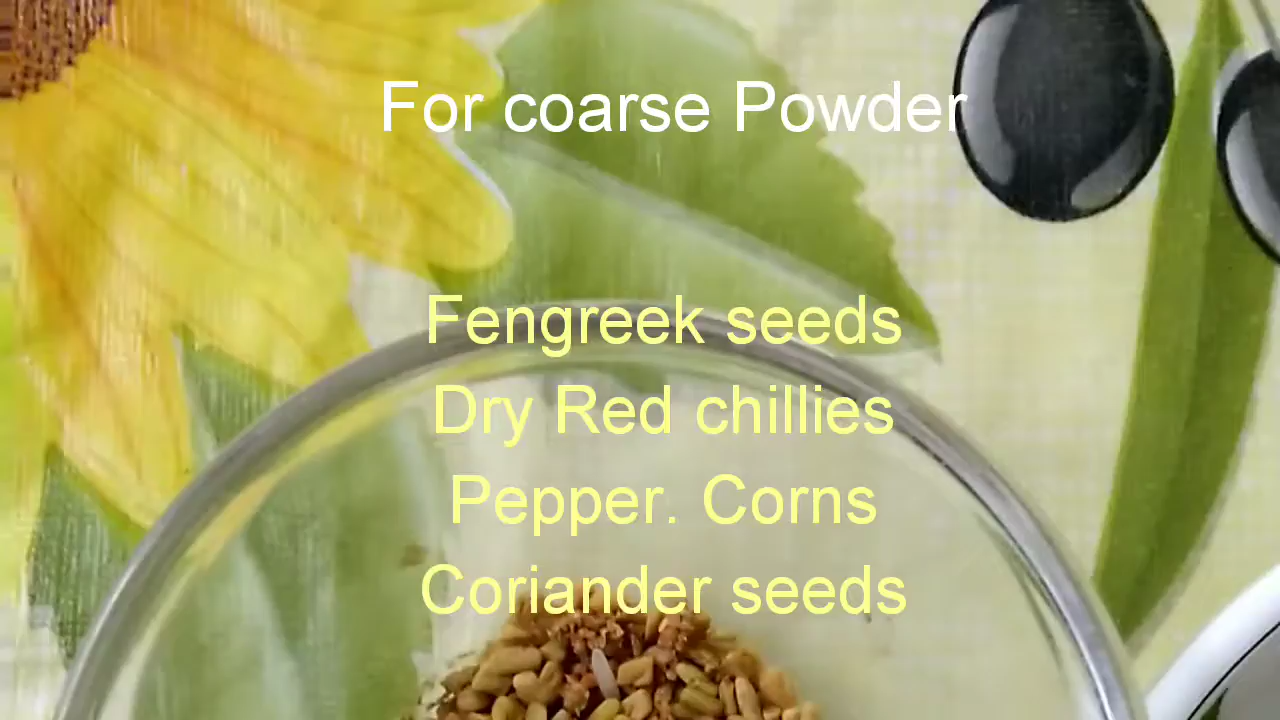 For coarse Powder
Fengreek seeds
Dry Red chillies
Pepper. Corns
Coriander seeds